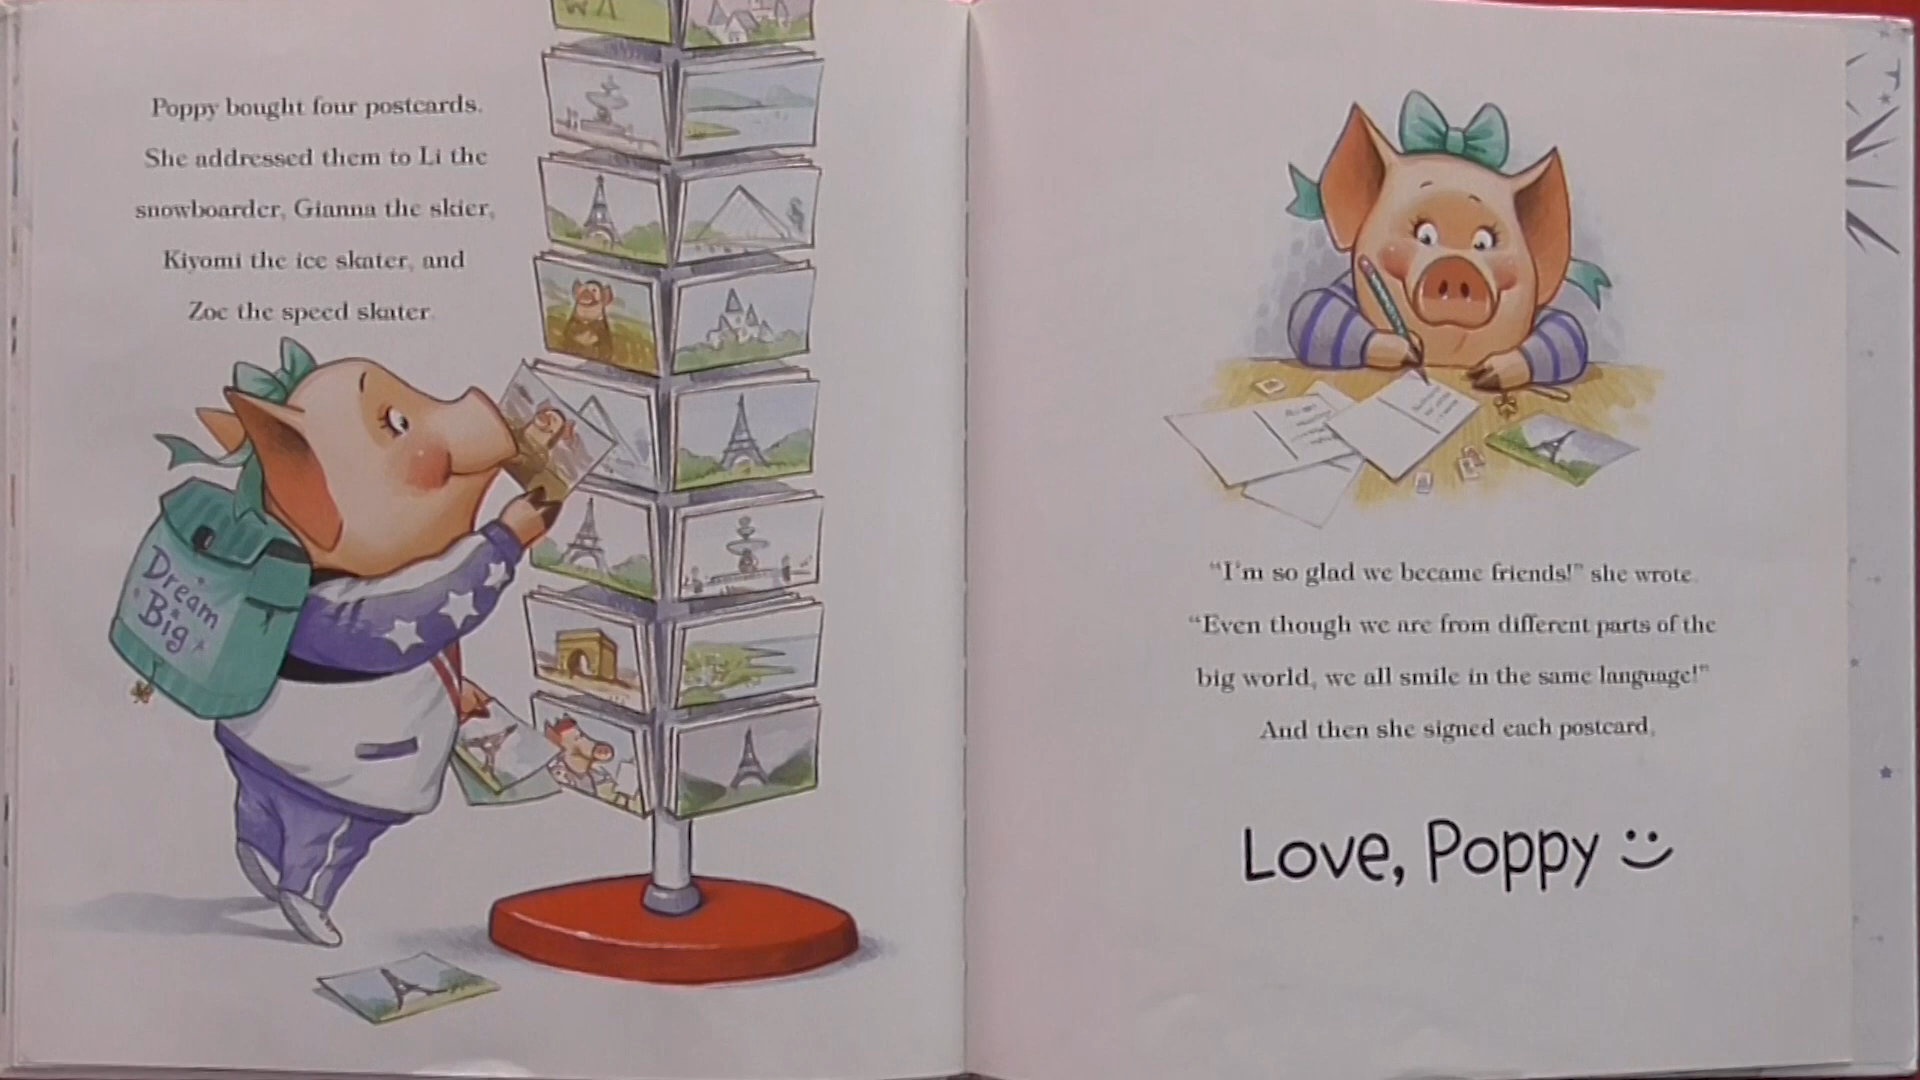 Poppy bought four postcards.
She addressed them to Li the
snowboarder, Gianna the skier,
Kiyomi the ice skater, and
Zoe the speed skater.
Dream
Big
"I'm so glad we became friends!" she wrote.
"Even though we are from different parts of the
big world, we all smile in the same language!"
And then she signed each postcard,
Love, Poppy